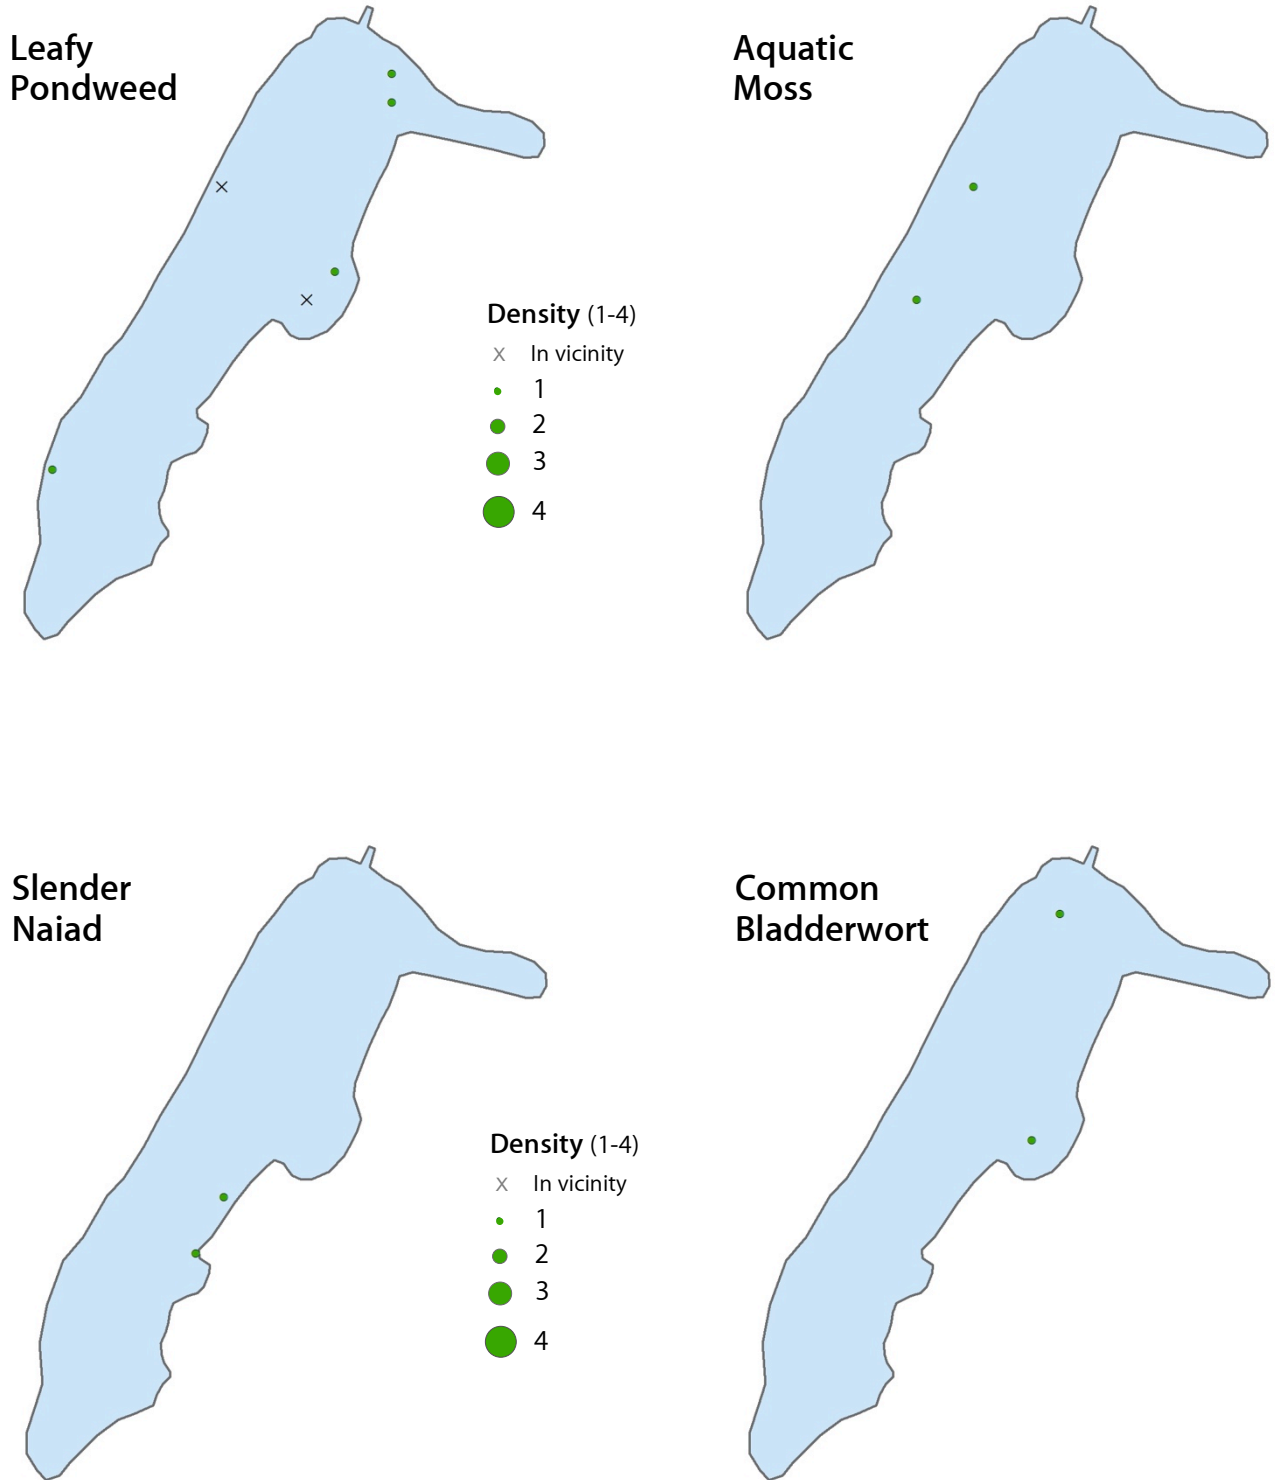 Leafy
Pondweed
Aquatic
Moss
Density (1-4)
x In vicinity
1
2
3
4
Slender
Naiad
Common
Bladderwort
Density (1-4)
x In vicinity
1
2
3
4